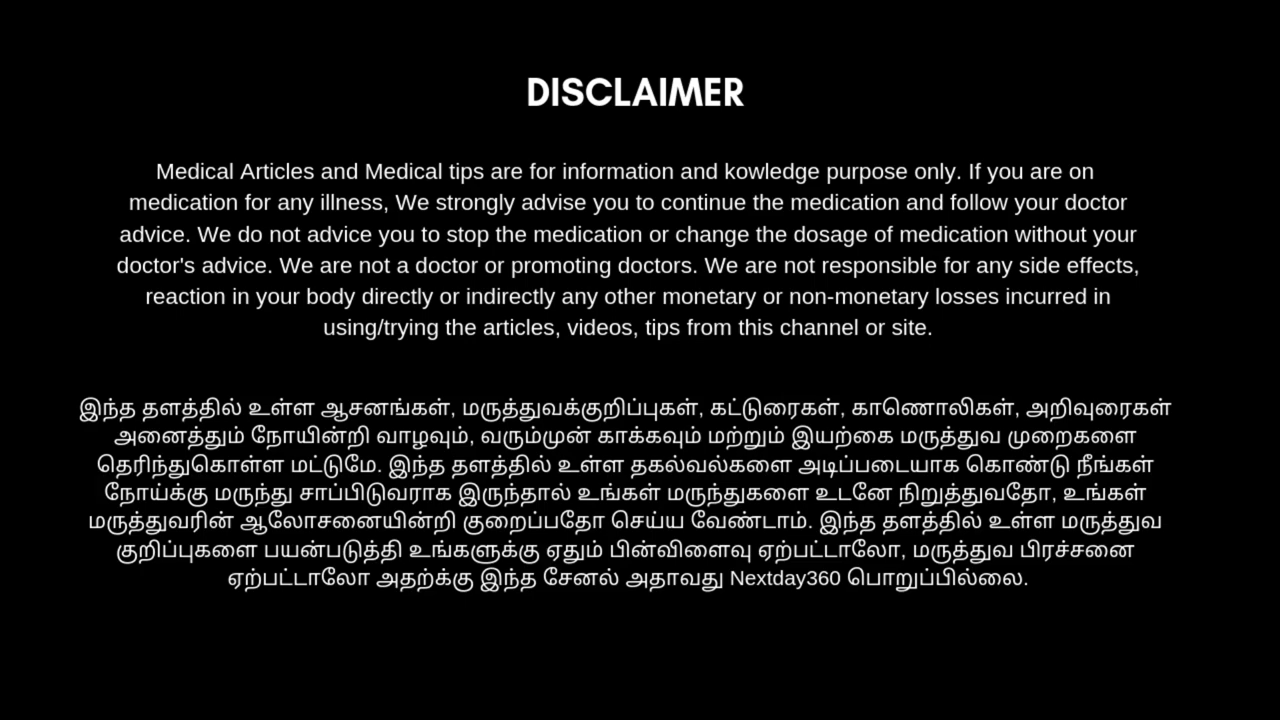 DISCLAIMER
Medical Articles and Medical tips are for information and kowledge purpose only. If you are on
medication for any illness, We strongly advise you to continue the medication and follow your doctor
advice. We do not advice you to stop the medication or change the dosage of medication without your
doctor's advice. We are not a doctor or promoting doctors. We are not responsible for any side effects,
reaction in your body directly or indirectly any other monetary or non-monetary losses incurred in
using/trying the articles, videos, tips from this channel or site.
இந்த தளத்தில் உள்ள ஆசனங்கள், மருத்துவக்குறிப்புகள், கட்டுரைகள், காணொலிகள், அறிவுரைகள்
அனைத்தும் நோயின்றி வாழவும், வரும்முன் காக்கவும் மற்றும் இயற்கை மருத்துவ முறைகளை
தெரிந்துகொள்ள மட்டுமே. இந்த தளத்தில் உள்ள தகல்வல்களை அடிப்படையாக கொண்டு நீங்கள்
நோய்க்கு மருந்து சாப்பிடுவராக இருந்தால் உங்கள் மருந்துகளை உடனே நிறுத்துவதோ, உங்கள்
மருத்துவரின் ஆலோசனையின்றி குறைப்பதோ செய்ய வேண்டாம். இந்த தளத்தில் உள்ள மருத்துவ
குறிப்புகளை பயன்படுத்தி உங்களுக்கு ஏதும் பின்விளைவு ஏற்பட்டாலோ, மருத்துவ பிரச்சனை
ஏற்பட்டாலோ அதற்க்கு இந்த சேனல் அதாவது Nextday360 பொறுப்பில்லை.